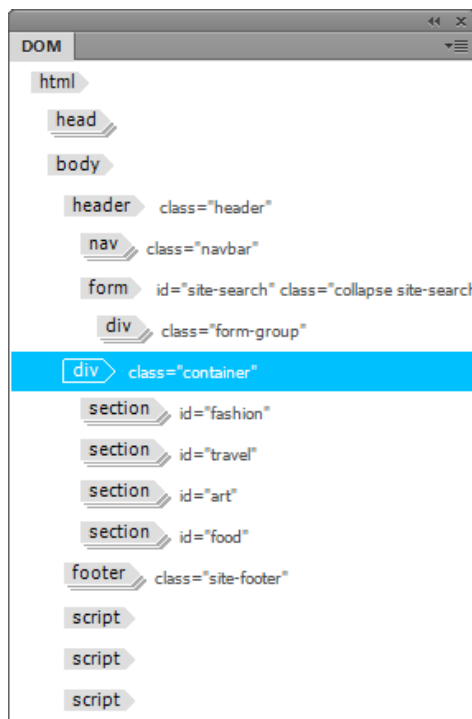 DOM
html
head
body
header class="header"
nav class="navbar"
form id="site-search" class="collapse site-search
div class="form-group"
div class="container"
section id="fashion"
section id="travel"
section id="art"
section id="food"
footer class="site-footer"
script
script
script